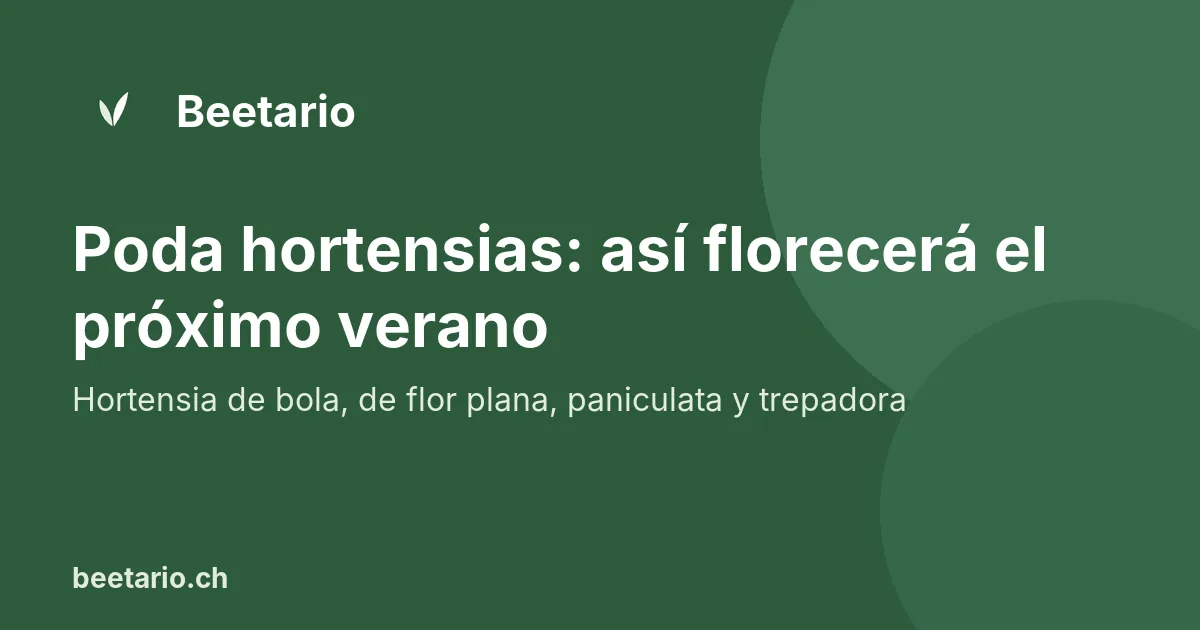 Beetario
Poda hortensias: así florecerá el
próximo verano
Hortensia de bola, de flor plana, paniculata y trepadora
beetario.ch